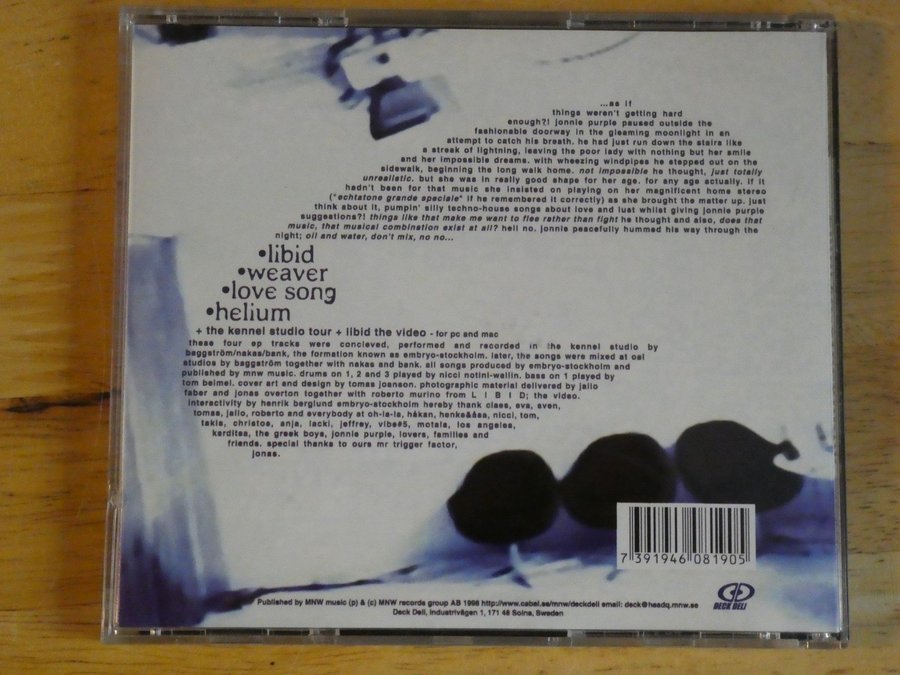 ...as if
things weren't getting hard
enough?! jonnie purple paused outside the
fashionable doorway in the gleaming moonlight in an
attempt to catch his breath. he had just run down the stairs like
a streak of lightning, leaving the poor lady with nothing but her smile
and her impossible dreams. with wheezing windpipes he stepped out on the
sidewalk, beginning the long walk home. not impossible he thought, just totally
unrealistic. but she was in really good shape for her age. for any age actually. if it
hadn't been for that music she insisted on playing on her magnificent home stereo
("echtatone grande speciale" if he remembered it correctly) as she brought the matter up. just
think about it, pumpin' silly techno-house songs about love and lust whilst giving jonnie purple
suggestions?! things like that make me want to flee rather than fight he thought and also, does that
music, that musical combination exist at all? hell no. jonnie peacefully hummed his way through the
night; oil and water, don't mix, no no...
•libid
•weaver
•love song
•helium
+ the kennel studio tour + libid the video - for pc and mac
these four ep tracks were concieved, performed and recorded in the kennel studio by
baggström/nakas/bank, the formation known as embryo-stockholm. later, the songs were mixed at oal
studios by baggström together with nakas and bank. all songs produced by embryo-stockholm and
published by mnw music. drums on 1, 2 and 3 played by nicci notini-wallin. bass on 1 played by
tom beimel. cover art and design by tomas joanson. photographic material delivered by jallo
faber and jonas overton together with roberto murino from L I B I D; the video.
interactivity by henrik berglund embryo-stockholm hereby thank claes, eva, even,
tomas, jallo, roberto and everybody at oh-la-la, håkan, henke&åsa, nicci, tom,
takis, christos, anja, lacki, jeffrey, vibe#5, motala, los angeles,
karditsa, the greek boys, jonnie purple, lovers, families and
friends. special thanks to ours mr trigger factor,
jonas.
7 391946 081905
DECK DELI
Published by MNW music (p) & (c) MNW records group AB 1998 http://www.cabal.se/mnw/deckdeli email: deck@headq.mnw.se
Deck Deli, Industrivägen 1, 171 48 Solna, Sweden